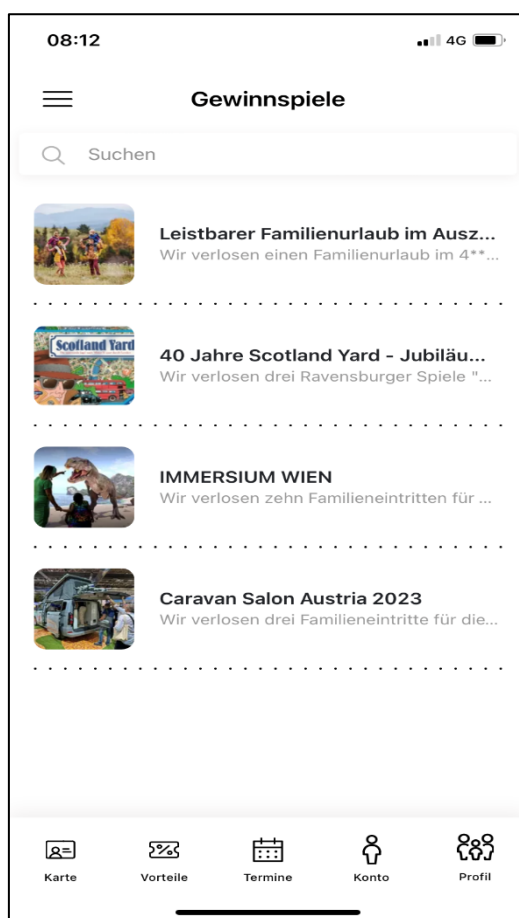 08:12
4G
Gewinnspiele
Suchen
Leistbarer Familienurlaub im Ausz...
Wir verlosen einen Familienurlaub im 4**...
Scotland Yard
40 Jahre Scotland Yard - Jubiläu...
Wir verlosen drei Ravensburger Spiele "...
IMMERSIUM WIEN
Wir verlosen zehn Familieneintritten für ...
Caravan Salon Austria 2023
Wir verlosen drei Familieneintritte für die...
Karte
Vorteile
Termine
Konto
Profil